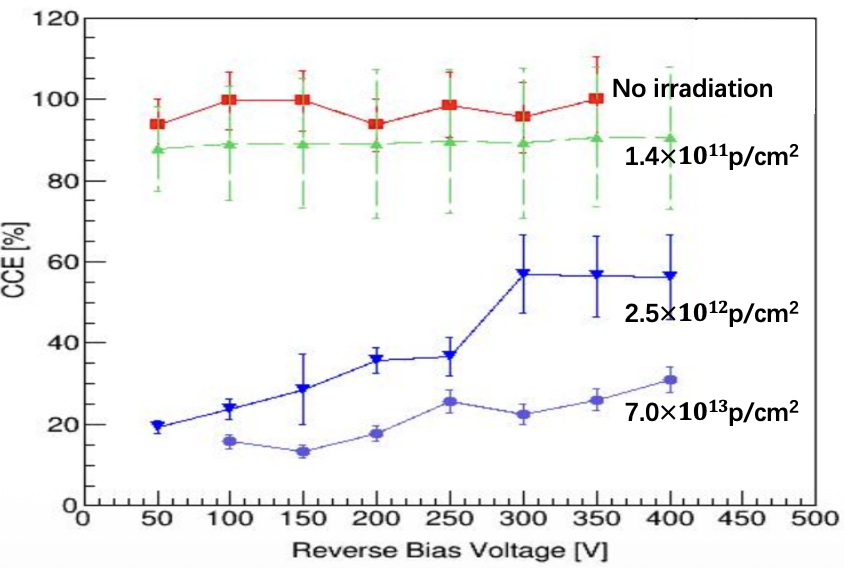 120
100
80
60
40
20
0
CCE [%]
No irradiation
1.4×10¹¹p/cm²
2.5×10¹²p/cm²
7.0×10¹³p/cm²
0 50 100 150 200 250 300 350 400 450 500
Reverse Bias Voltage [V]